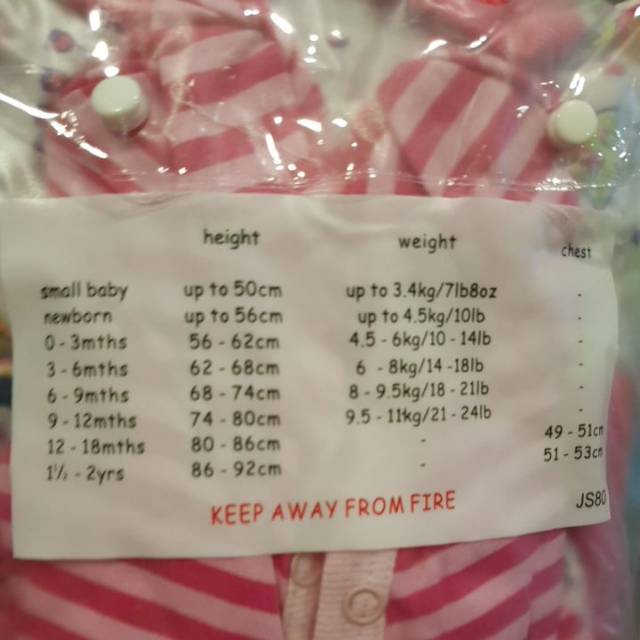 height weight chest
small baby up to 50cm up to 3.4kg/7lb8oz -
newborn up to 56cm up to 4.5kg/10lb -
0 - 3mths 56 - 62cm 4.5 - 6kg/10 - 14lb -
3 - 6mths 62 - 68cm 6 - 8kg/14 -18lb -
6 - 9mths 68 - 74cm 8 - 9.5kg/18 - 21lb -
9 - 12mths 74 - 80cm 9.5 - 11kg/21 - 24lb -
12 - 18mths 80 - 86cm - 49 - 51cm
1½ - 2yrs 86 - 92cm - 51 - 53cm
KEEP AWAY FROM FIRE
JS80